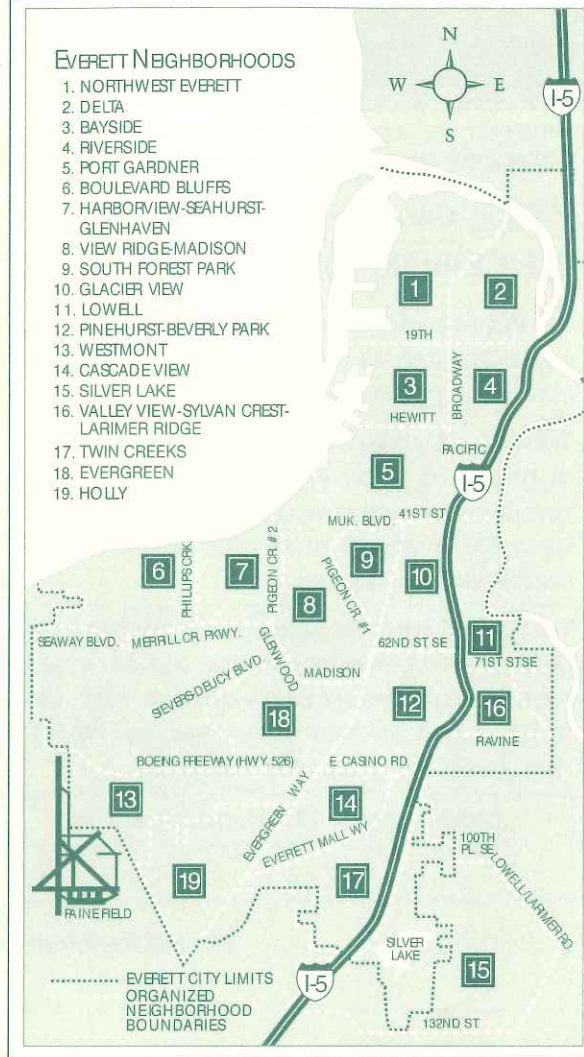 EVERETT NEIGHBORHOODS
1. NORTHWEST EVERETT
2. DELTA
3. BAYSIDE
4. RIVERSIDE
5. PORT GARDNER
6. BOULEVARD BLUFFS
7. HARBORVIEW-SEAHURST-
GLENHAVEN
8. VIEW RIDGE-MADISON
9. SOUTH FOREST PARK
10. GLACIER VIEW
11. LOWELL
12. PINEHURST-BEVERLY PARK
13. WESTMONT
14. CASCADE VIEW
15. SILVER LAKE
16. VALLEY VIEW-SYLVAN CREST-
LARIMER RIDGE
17. TWIN CREEKS
18. EVERGREEN
19. HOLLY
N
W E
S
I-5
1
2
19TH
BROADWAY
3
4
HEWITT
PACIFIC
5
I-5
41ST ST
MUK. BLVD.
PIGEON CR. # 2
PHILLIPS CRK.
PIGEON CR. #1
6
7
8
9
10
11
SEAWAY BLVD.
MERRILL CR. PKWY.
GLENWOOD
62ND ST SE
71ST ST SE
SIEVERS-DEUCY BLVD
MADISON
18
12
16
RAVINE
BOEING FREEWAY (HWY. 526)
E CASINO RD.
13
EVERGREEN WAY
14
EVERETT MALL WY
100TH
PL SE
LOWELL/LARIMER RD
19
17
PAINE FIELD
SILVER
LAKE
15
I-5
132ND ST
EVERETT CITY LIMITS
ORGANIZED
NEIGHBORHOOD
BOUNDARIES